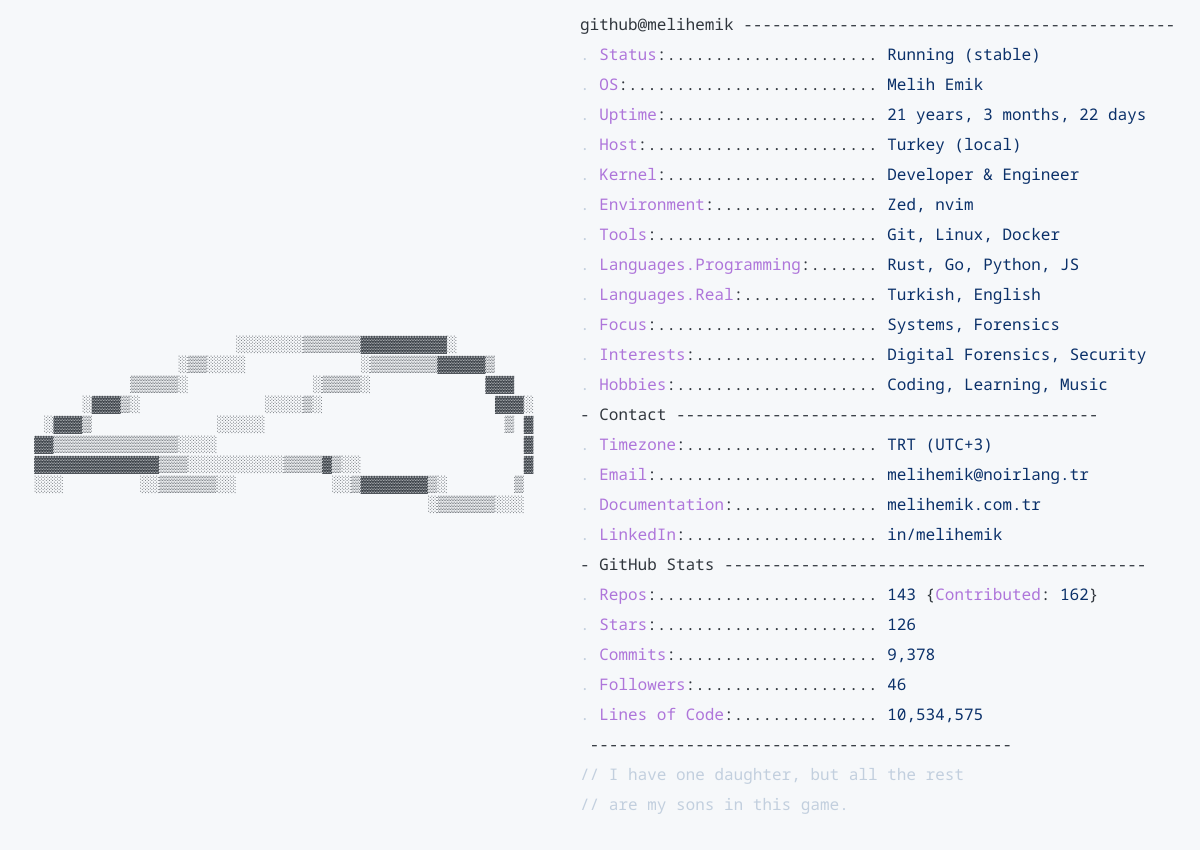 github@melihemik ---------------------------------------------
. Status:...................... Running (stable)
. OS:.......................... Melih Emik
. Uptime:...................... 21 years, 3 months, 22 days
. Host:........................ Turkey (local)
. Kernel:...................... Developer & Engineer
. Environment:................. Zed, nvim
. Tools:....................... Git, Linux, Docker
. Languages.Programming:....... Rust, Go, Python, JS
. Languages.Real:.............. Turkish, English
. Focus:....................... Systems, Forensics
. Interests:................... Digital Forensics, Security
. Hobbies:..................... Coding, Learning, Music
- Contact --------------------------------------------
. Timezone:.................... TRT (UTC+3)
. Email:....................... melihemik@noirlang.tr
. Documentation:............... melihemik.com.tr
. LinkedIn:.................... in/melihemik
- GitHub Stats --------------------------------------------
. Repos:....................... 143 {Contributed: 162}
. Stars:....................... 126
. Commits:..................... 9,378
. Followers:................... 46
. Lines of Code:............... 10,534,575
--------------------------------------------
// I have one daughter, but all the rest
// are my sons in this game.